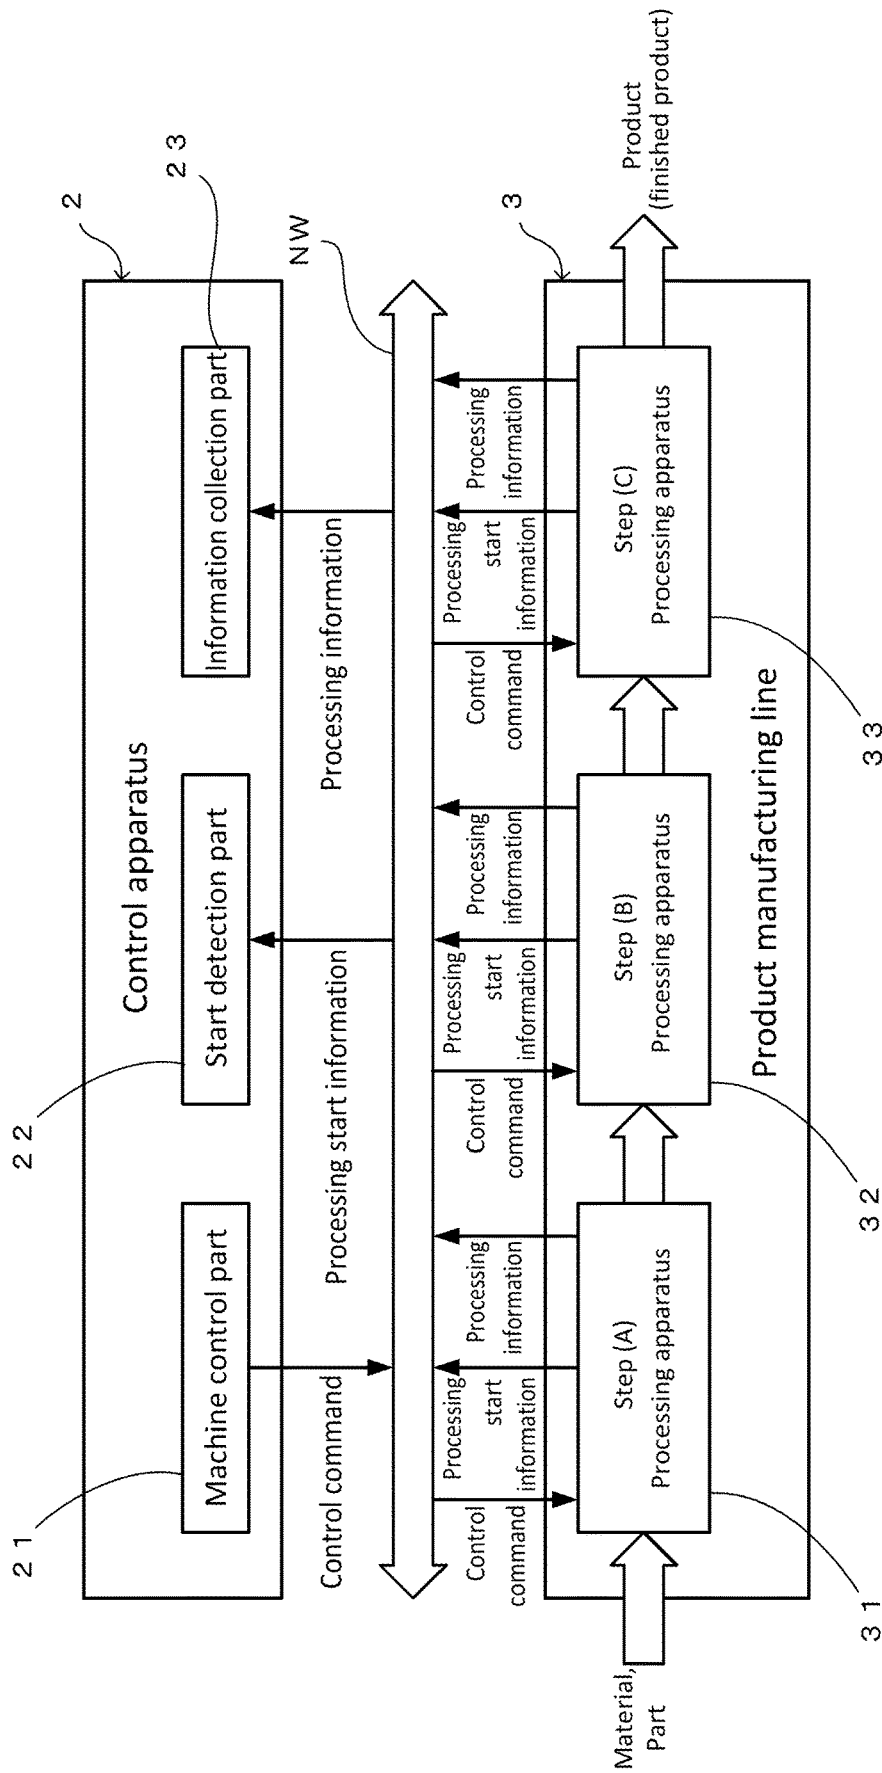 2
Control apparatus
21
Machine control part
22
Start detection part
23
Information collection part
Control command
Processing start information
Processing information
NW
Control
command
Processing
start
information
Processing
information
Control
command
Processing
start
information
Processing
information
Control
command
Processing
start
information
Processing
information
3
Material,
Part
Step (A)
Processing apparatus
Step (B)
Processing apparatus
Step (C)
Processing apparatus
Product
(finished product)
31
32
33
Product manufacturing line